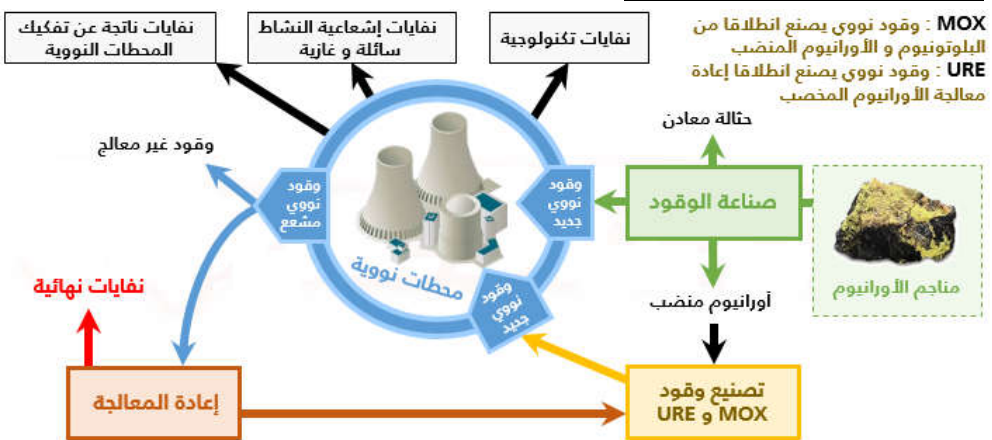 MOX : وقود نووي يصنع انطلاقا من
البلوتونيوم و الأورانيوم المنضب
URE : وقود نووي يصنع انطلاقا إعادة
معالجة الأورانيوم المخصب
نفايات تكنولوجية
نفايات إشعاعية النشاط
سائلة و غازية
نفايات ناتجة عن تفكيك
المحطات النووية
حثالة معادن
صناعة الوقود
مناجم الأورانيوم
أورانيوم منضب
وقود
نووي
جديد
محطات نووية
وقود
نووي
جديد
وقود
نووي
مشعع
وقود غير معالج
نفايات نهائية
إعادة المعالجة
تصنيع وقود
MOX و URE